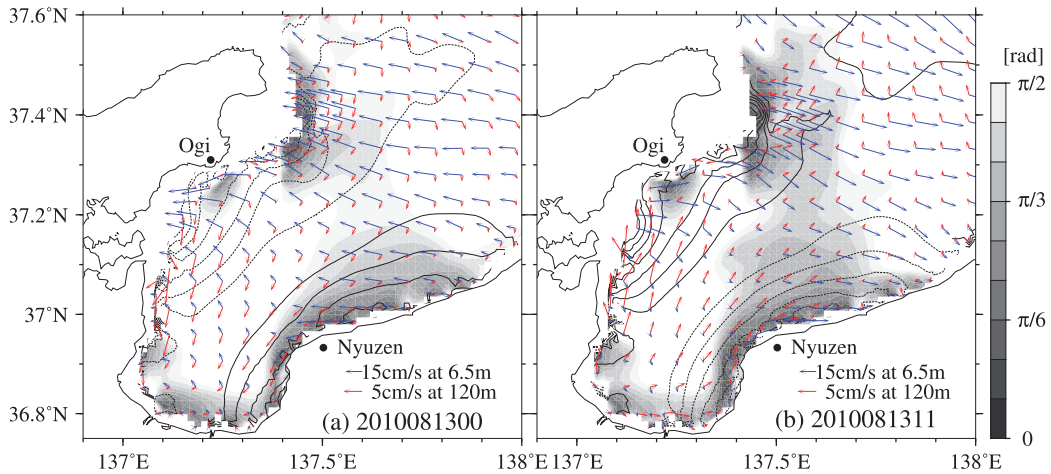 37.6°N
37.4°N
37.2°N
37°N
36.8°N
137°E
137.5°
138°E
Ogi
Nyuzen
15cm/s at 6.5m
5cm/s at 120m
(a) 2010081300
137°E
137.5°
138°E
Ogi
Nyuzen
15cm/s at 6.5m
5cm/s at 120m
(b) 2010081311
[rad]
π/2
π/3
π/6
0